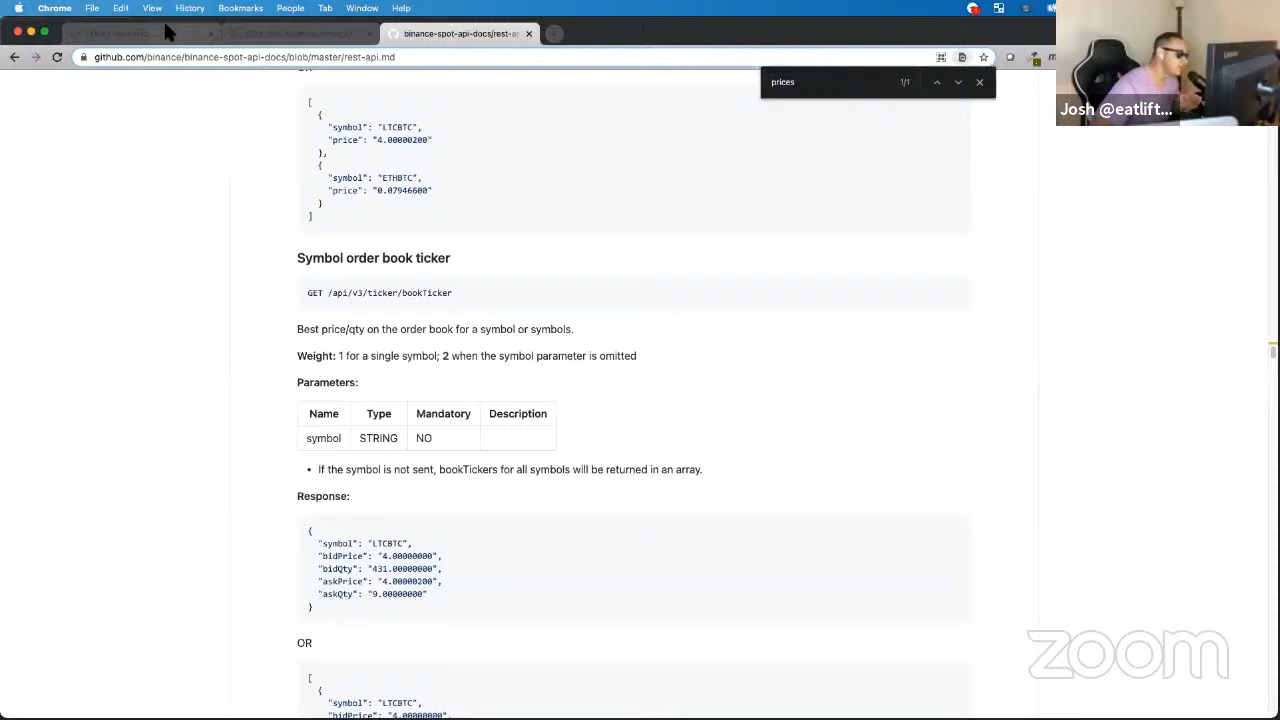 Chrome File Edit View History Bookmarks People Tab Window Help
binance-spot-api-docs/rest-ap
github.com/binance/binance-spot-api-docs/blob/master/rest-api.md
prices 1/1
Josh @eatlift...
[
{
"symbol": "LTCBTC",
"price": "4.00000200"
},
{
"symbol": "ETHBTC",
"price": "0.07946600"
}
]
Symbol order book ticker
GET /api/v3/ticker/bookTicker
Best price/qty on the order book for a symbol or symbols.
Weight: 1 for a single symbol; 2 when the symbol parameter is omitted
Parameters:
Name Type Mandatory Description
symbol STRING NO
• If the symbol is not sent, bookTickers for all symbols will be returned in an array.
Response:
{
"symbol": "LTCBTC",
"bidPrice": "4.00000000",
"bidQty": "431.00000000",
"askPrice": "4.00000200",
"askQty": "9.00000000"
}
OR
[
{
"symbol": "LTCBTC",
"bidPrice": "4.00000000",
zoom